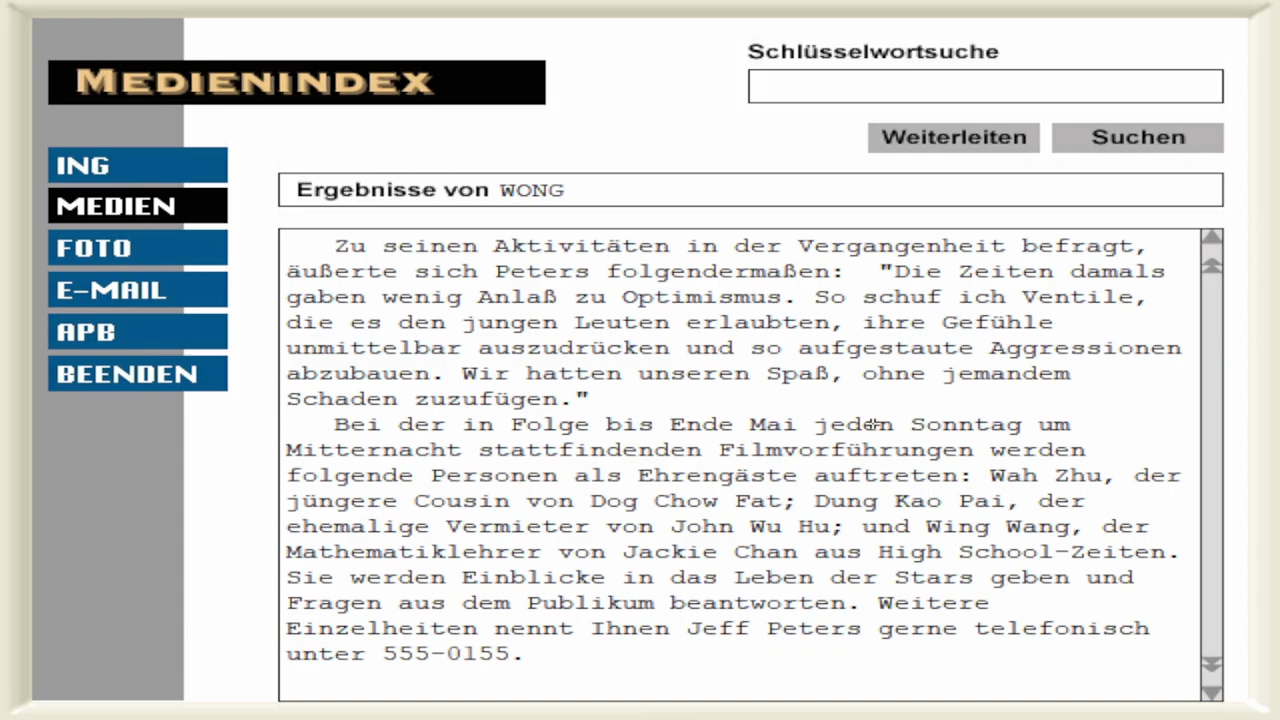 Schlüsselwortsuche
MEDIENINDEX
Weiterleiten
Suchen
ING
MEDIEN
FOTO
E-MAIL
APB
BEENDEN
Ergebnisse von WONG
Zu seinen Aktivitäten in der Vergangenheit befragt,
äußerte sich Peters folgendermaßen: "Die Zeiten damals
gaben wenig Anlaß zu Optimismus. So schuf ich Ventile,
die es den jungen Leuten erlaubten, ihre Gefühle
unmittelbar auszudrücken und so aufgestaute Aggressionen
abzubauen. Wir hatten unseren Spaß, ohne jemandem
Schaden zuzufügen."
Bei der in Folge bis Ende Mai jeden Sonntag um
Mitternacht stattfindenden Filmvorführungen werden
folgende Personen als Ehrengäste auftreten: Wah Zhu, der
jüngere Cousin von Dog Chow Fat; Dung Kao Pai, der
ehemalige Vermieter von John Wu Hu; und Wing Wang, der
Mathematiklehrer von Jackie Chan aus High School-Zeiten.
Sie werden Einblicke in das Leben der Stars geben und
Fragen aus dem Publikum beantworten. Weitere
Einzelheiten nennt Ihnen Jeff Peters gerne telefonisch
unter 555-0155.